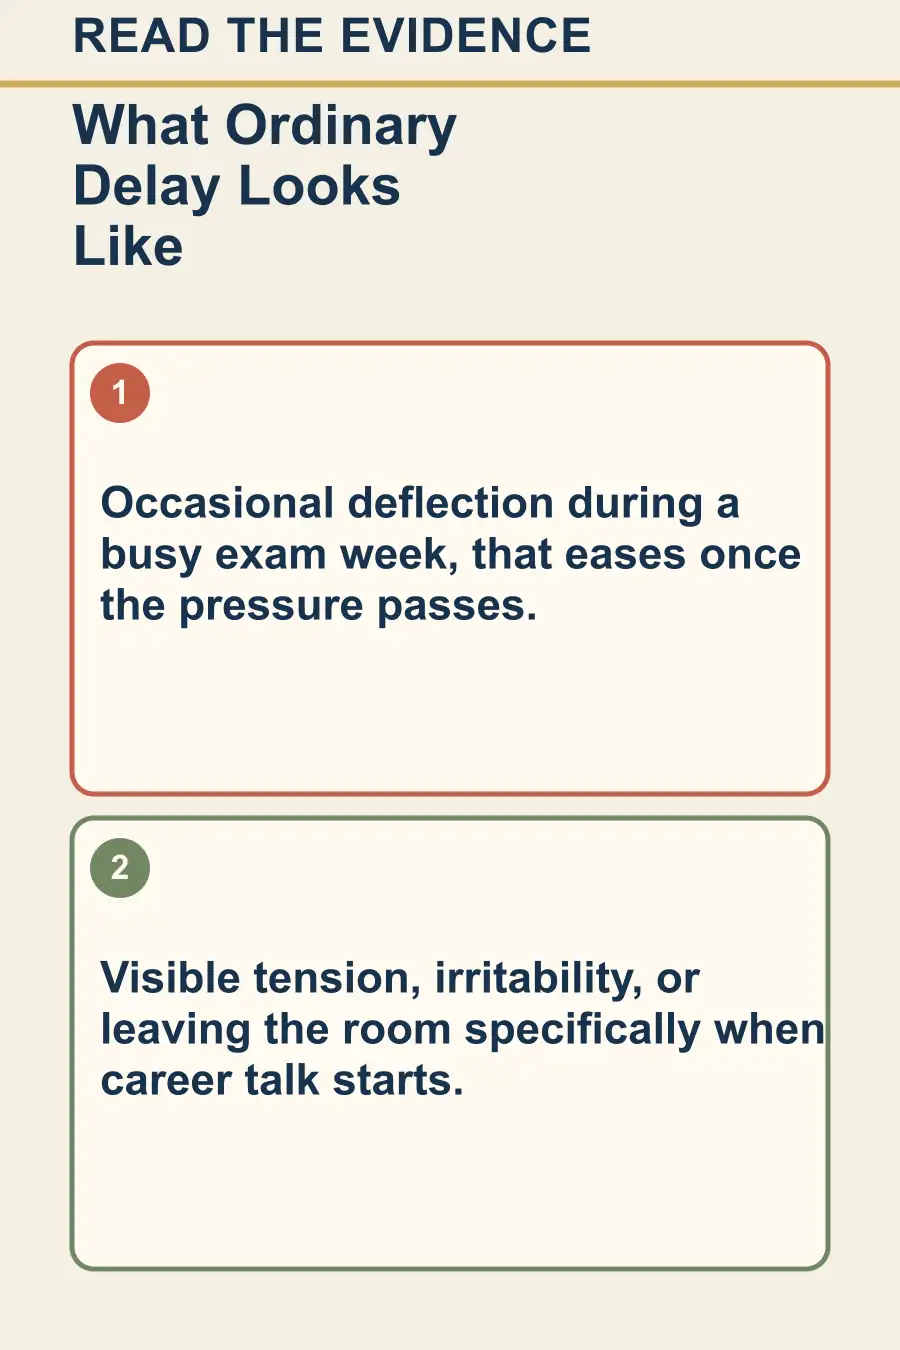 READ THE EVIDENCE
What Ordinary
Delay Looks
Like
1
Occasional deflection during a
busy exam week, that eases once
the pressure passes.
2
Visible tension, irritability, or
leaving the room specifically when
career talk starts.